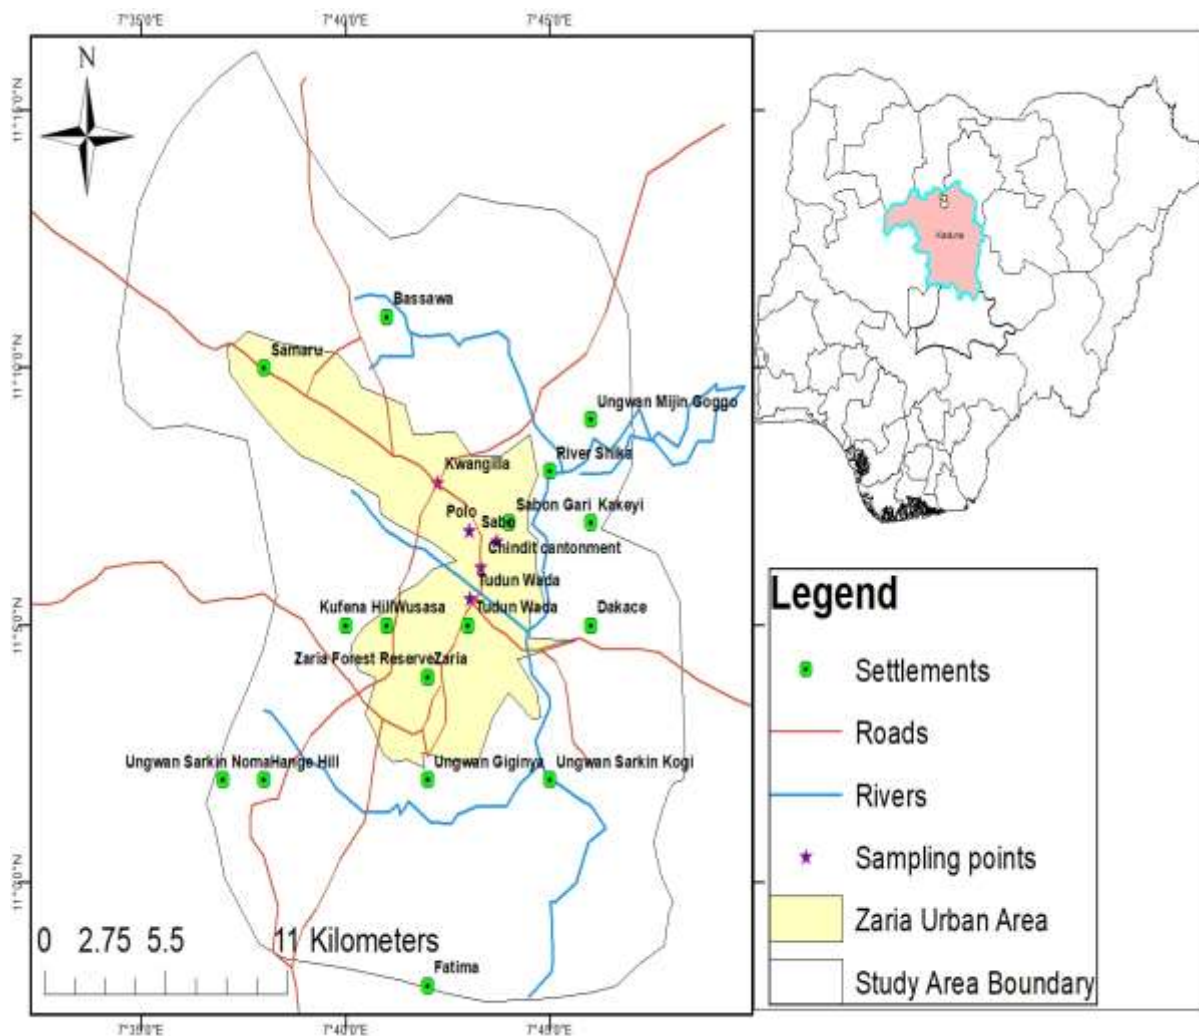 7°35'0"E 7°40'0"E 7°45'0"E
N
11°15'0"N
11°10'0"N
11°5'0"N
11°0'0"N
Kaduna
Bassawa
Samaru
Ungwan Mijin Goggo
Kwangilla
River Shika
Polo
Sabo
Sabon Gari
Kakeyi
Chindit cantonment
Tudun Wada
Kufena Hill
Wusasa
Tudun Wada
Dakace
Zaria Forest Reserve
Zaria
Ungwan Sarkin Noma
Hange Hill
Ungwan Giginya
Ungwan Sarkin Kogi
0 2.75 5.5 11 Kilometers
Fatima
7°35'0"E 7°40'0"E 7°45'0"E
Legend
Settlements
Roads
Rivers
Sampling points
Zaria Urban Area
Study Area Boundary